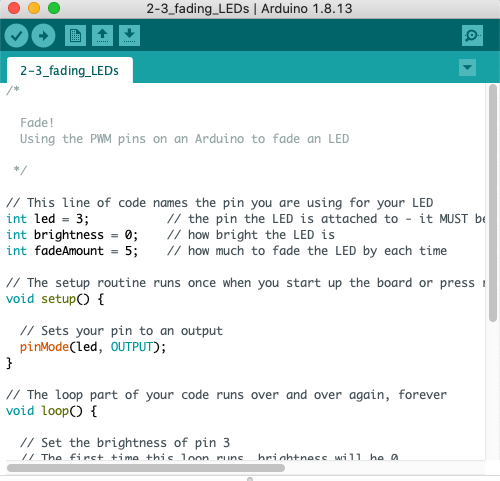 2-3_fading_LEDs | Arduino 1.8.13
2-3_fading_LEDs
/*
Fade!
Using the PWM pins on an Arduino to fade an LED
*/
// This line of code names the pin you are using for your LED
int led = 3; // the pin the LED is attached to - it MUST be
int brightness = 0; // how bright the LED is
int fadeAmount = 5; // how much to fade the LED by each time
// The setup routine runs once when you start up the board or press
void setup() {
// Sets your pin to an output
pinMode(led, OUTPUT);
}
// The loop part of your code runs over and over again, forever
void loop() {
// Set the brightness of pin 3
// The first time this loop runs, brightness will be 0